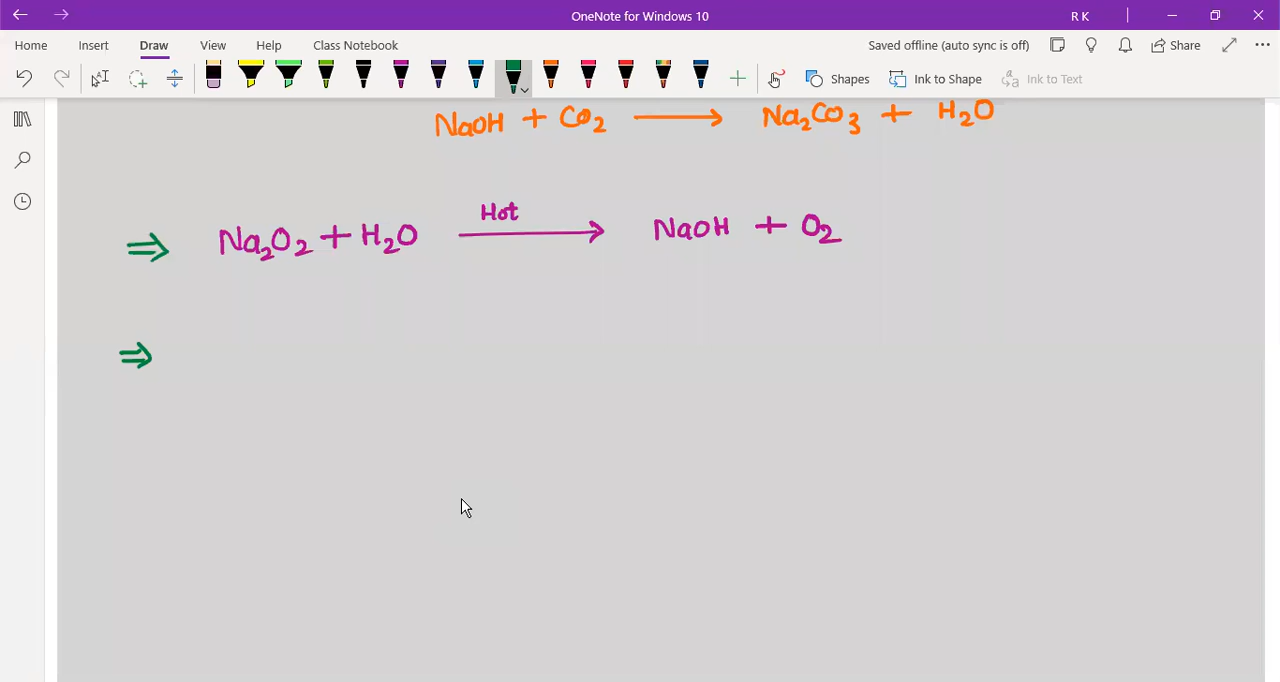 OneNote for Windows 10
R K
Home Insert Draw View Help Class Notebook
Saved offline (auto sync is off) Share
Shapes Ink to Shape Ink to Text
NaOH + Co₂ ⟶ Na₂Co₃ + H₂O
⇒ Na₂O₂ + H₂O Hot ⟶ NaOH + O₂
⇒